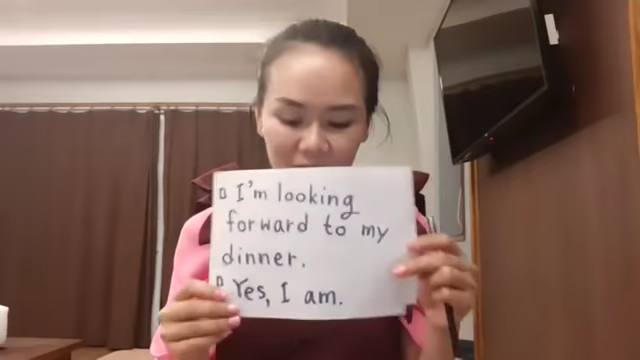 ▯ I'm looking
forward to my
dinner.
▯ Yes, I am.